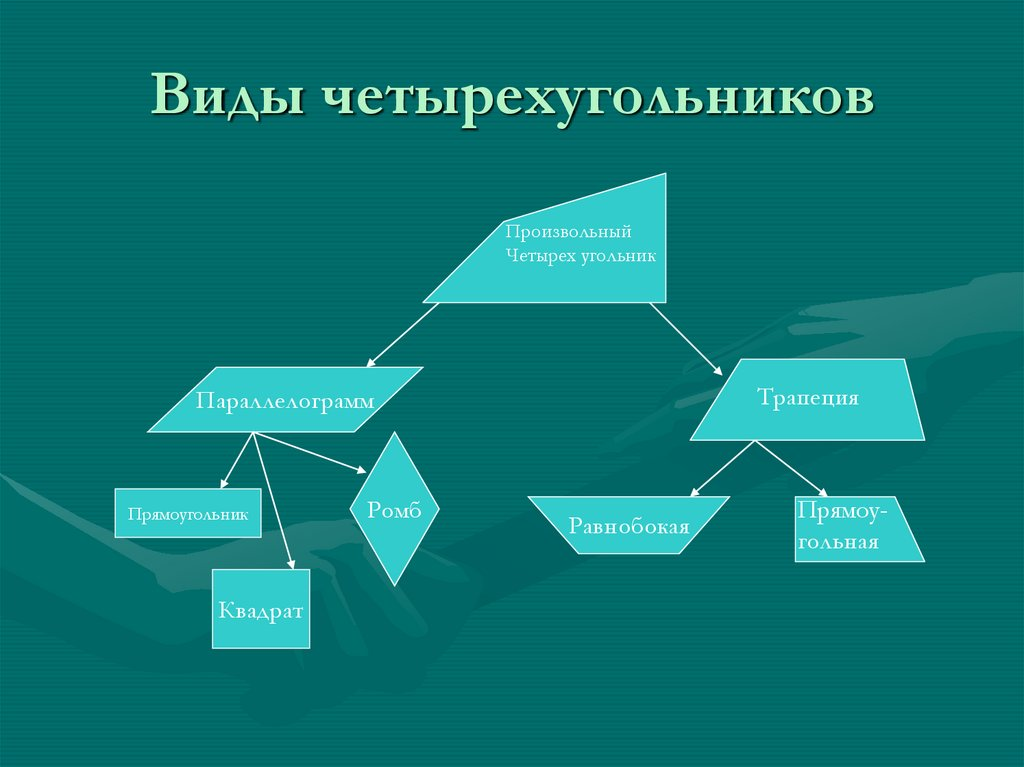 Виды четырехугольников
Произвольный
Четырех угольник
Параллелограмм
Трапеция
Прямоугольник
Ромб
Равнобокая
Прямоу-
гольная
Квадрат